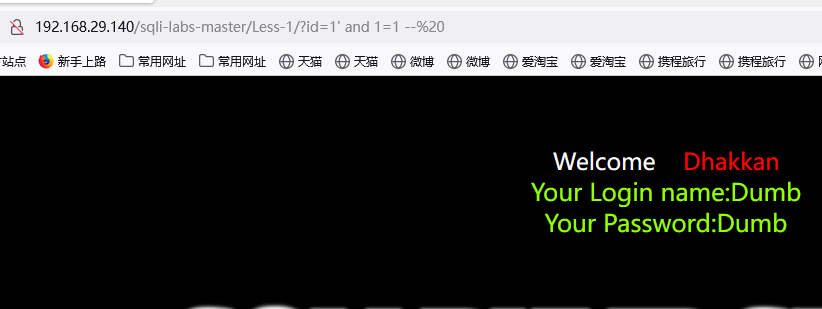 192.168.29.140/sqli-labs-master/Less-1/?id=1' and 1=1 --%20
站点 新手上路 常用网址 常用网址 天猫 天猫 微博 微博 爱淘宝 爱淘宝 携程旅行 携程旅行
Welcome Dhakkan
Your Login name:Dumb
Your Password:Dumb